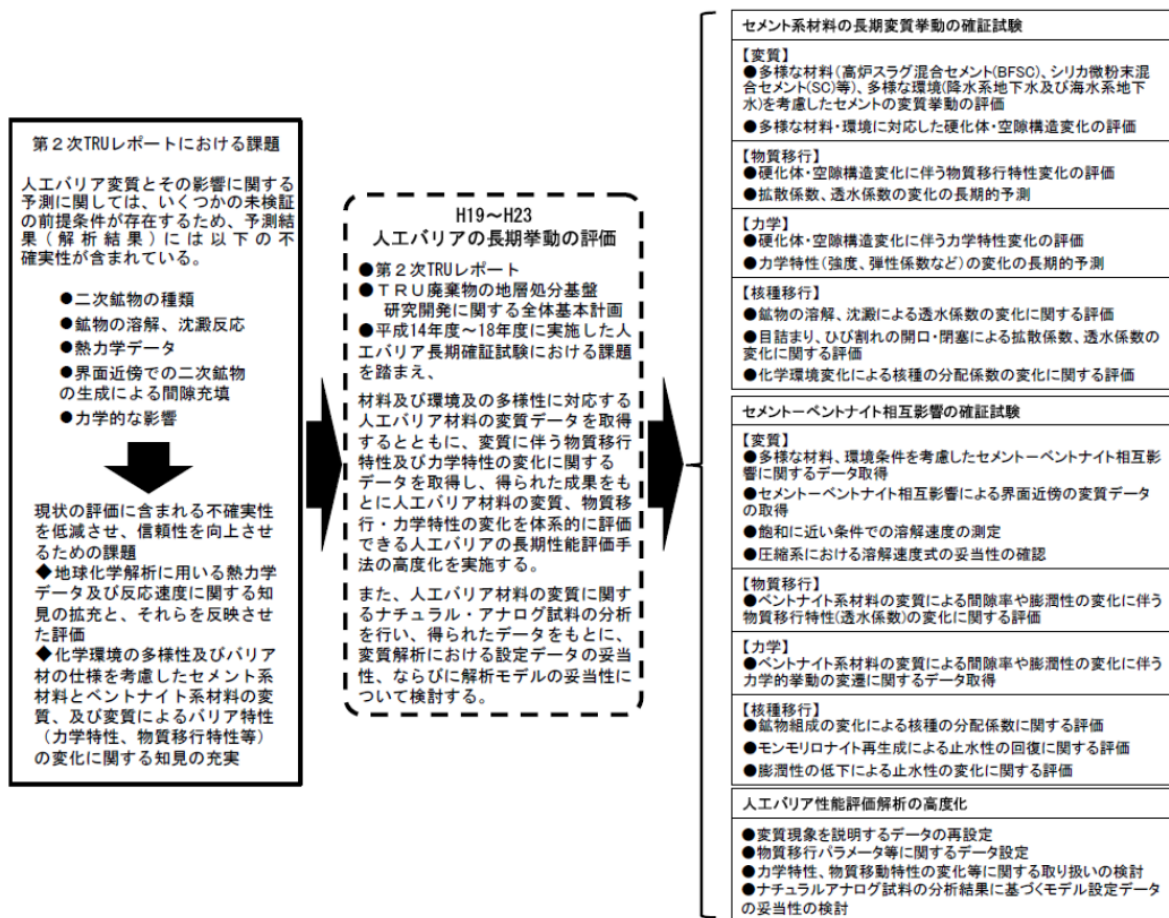 第２次TRUレポートにおける課題
人工バリア変質とその影響に関する
予測に関しては、いくつかの未検証
の前提条件が存在するため、予測結
果(解析結果)には以下の不
確実性が含まれている。
●二次鉱物の種類
●鉱物の溶解、沈澱反応
●熱力学データ
●界面近傍での二次鉱物
の生成による間隙充填
●力学的な影響
現状の評価に含まれる不確実性
を低減させ、信頼性を向上させ
るための課題
◆地球化学解析に用いる熱力学
データ及び反応速度に関する知
見の拡充と、それらを反映させ
た評価
◆化学環境の多様性及びバリア
材の仕様を考慮したセメント系
材料とベントナイト系材料の変
質、及び変質によるバリア特性
(力学特性、物質移行特性等)
の変化に関する知見の充実
H19～H23
人工バリアの長期挙動の評価
●第２次TRUレポート
●ＴＲＵ廃棄物の地層処分基盤
研究開発に関する全体基本計画
●平成14年度～18年度に実施した人
工バリア長期確証試験における課題
を踏まえ、
材料及び環境及の多様性に対応する
人工バリア材料の変質データを取得
するとともに、変質に伴う物質移行
特性及び力学特性の変化に関する
データを取得し、得られた成果をも
とに人工バリア材料の変質、物質移
行・力学特性の変化を体系的に評価
できる人工バリアの長期性能評価手
法の高度化を実施する。
また、人工バリア材料の変質に関す
るナチュラル・アナログ試料の分析
を行い、得られたデータをもとに、
変質解析における設定データの妥当
性、ならびに解析モデルの妥当性に
ついて検討する。
セメント系材料の長期変質挙動の確証試験
【変質】
●多様な材料(高炉スラグ混合セメント(BFSC)、シリカ微粉末混
合セメント(SC)等)、多様な環境(降水系地下水及び海水系地下
水)を考慮したセメントの変質挙動の評価
●多様な材料・環境に対応した硬化体・空隙構造変化の評価
【物質移行】
●硬化体・空隙構造変化に伴う物質移行特性変化の評価
●拡散係数、透水係数の変化の長期的予測
【力学】
●硬化体・空隙構造変化に伴う力学特性変化の評価
●力学特性(強度、弾性係数など)の変化の長期的予測
【核種移行】
●鉱物の溶解、沈澱による透水係数の変化に関する評価
●目詰まり、ひび割れの開口・閉塞による拡散係数、透水係数の
変化に関する評価
●化学環境変化による核種の分配係数の変化に関する評価
セメントーベントナイト相互影響の確証試験
【変質】
●多様な材料、環境条件を考慮したセメントーベントナイト相互影
響に関するデータ取得
●セメントーベントナイト相互影響による界面近傍の変質データ
の取得
●飽和に近い条件での溶解速度の測定
●圧縮系における溶解速度式の妥当性の確認
【物質移行】
●ベントナイト系材料の変質による間隙率や膨潤性の変化に伴う
物質移行特性(透水係数)の変化に関する評価
【力学】
●ベントナイト系材料の変質による間隙率や膨潤性の変化に伴う
力学的挙動の変遷に関するデータ取得
【核種移行】
●鉱物組成の変化による核種の分配係数に関する評価
●モンモリロナイト再生成による止水性の回復に関する評価
●膨潤性の低下による止水性の変化に関する評価
人工バリア性能評価解析の高度化
●変質現象を説明するデータの再設定
●物質移行パラメータ等に関するデータ設定
●力学特性、物質移動特性の変化等に関する取り扱いの検討
●ナチュラルアナログ試料の分析結果に基づくモデル設定データ
の妥当性の検討